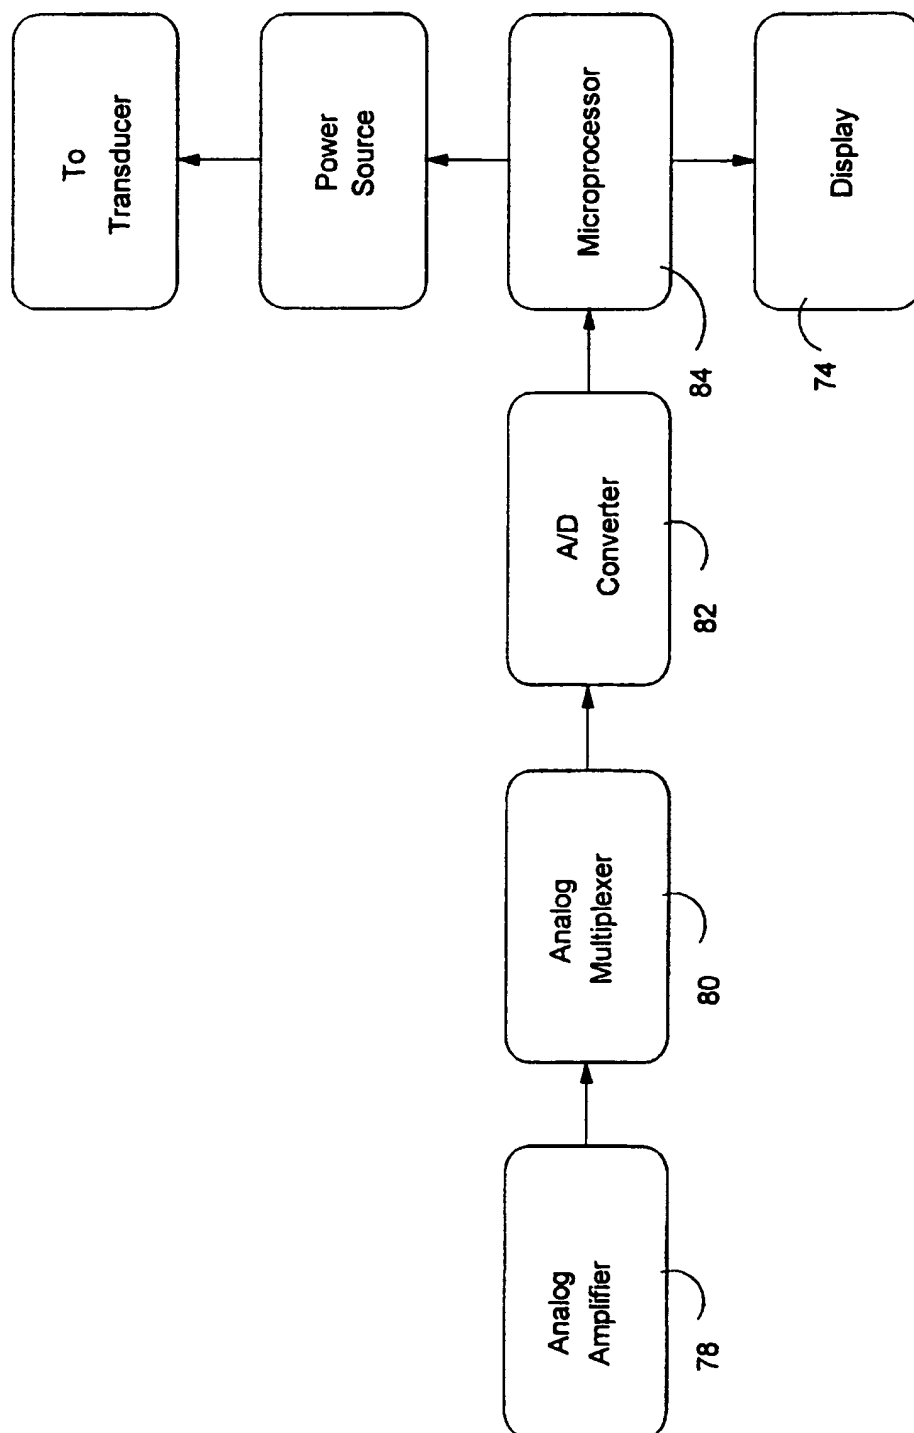 To
Transducer
Power
Source
Analog
Amplifier
78
Analog
Multiplexer
80
A/D
Converter
82
Microprocessor
84
Display
74